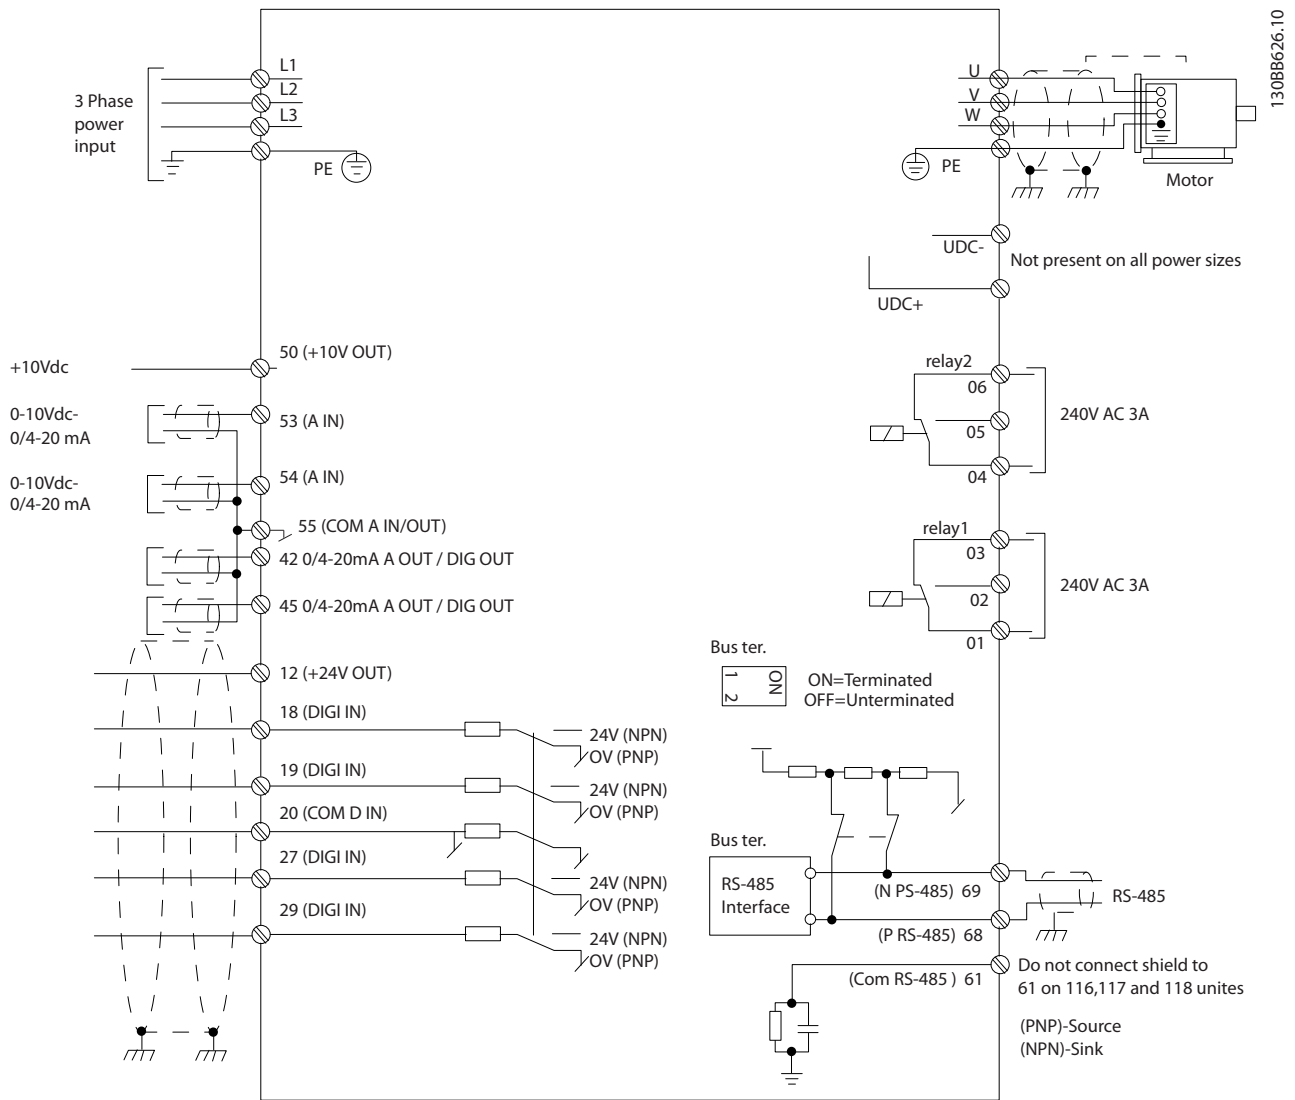 130BB626.10
3 Phase
power
input
L1
L2
L3
PE
U
V
W
PE
Motor
UDC-
Not present on all power sizes
UDC+
+10Vdc
50 (+10V OUT)
0-10Vdc-
0/4-20 mA
53 (A IN)
0-10Vdc-
0/4-20 mA
54 (A IN)
55 (COM A IN/OUT)
42 0/4-20mA A OUT / DIG OUT
45 0/4-20mA A OUT / DIG OUT
12 (+24V OUT)
18 (DIGI IN)
24V (NPN)
OV (PNP)
19 (DIGI IN)
24V (NPN)
OV (PNP)
20 (COM D IN)
27 (DIGI IN)
24V (NPN)
OV (PNP)
29 (DIGI IN)
24V (NPN)
OV (PNP)
relay2
06
05
04
240V AC 3A
relay1
03
02
01
240V AC 3A
Bus ter.
1
2
ON
ON=Terminated
OFF=Unterminated
Bus ter.
RS-485
Interface
(N PS-485) 69
(P RS-485) 68
RS-485
(Com RS-485 ) 61
Do not connect shield to
61 on 116,117 and 118 unites
(PNP)-Source
(NPN)-Sink